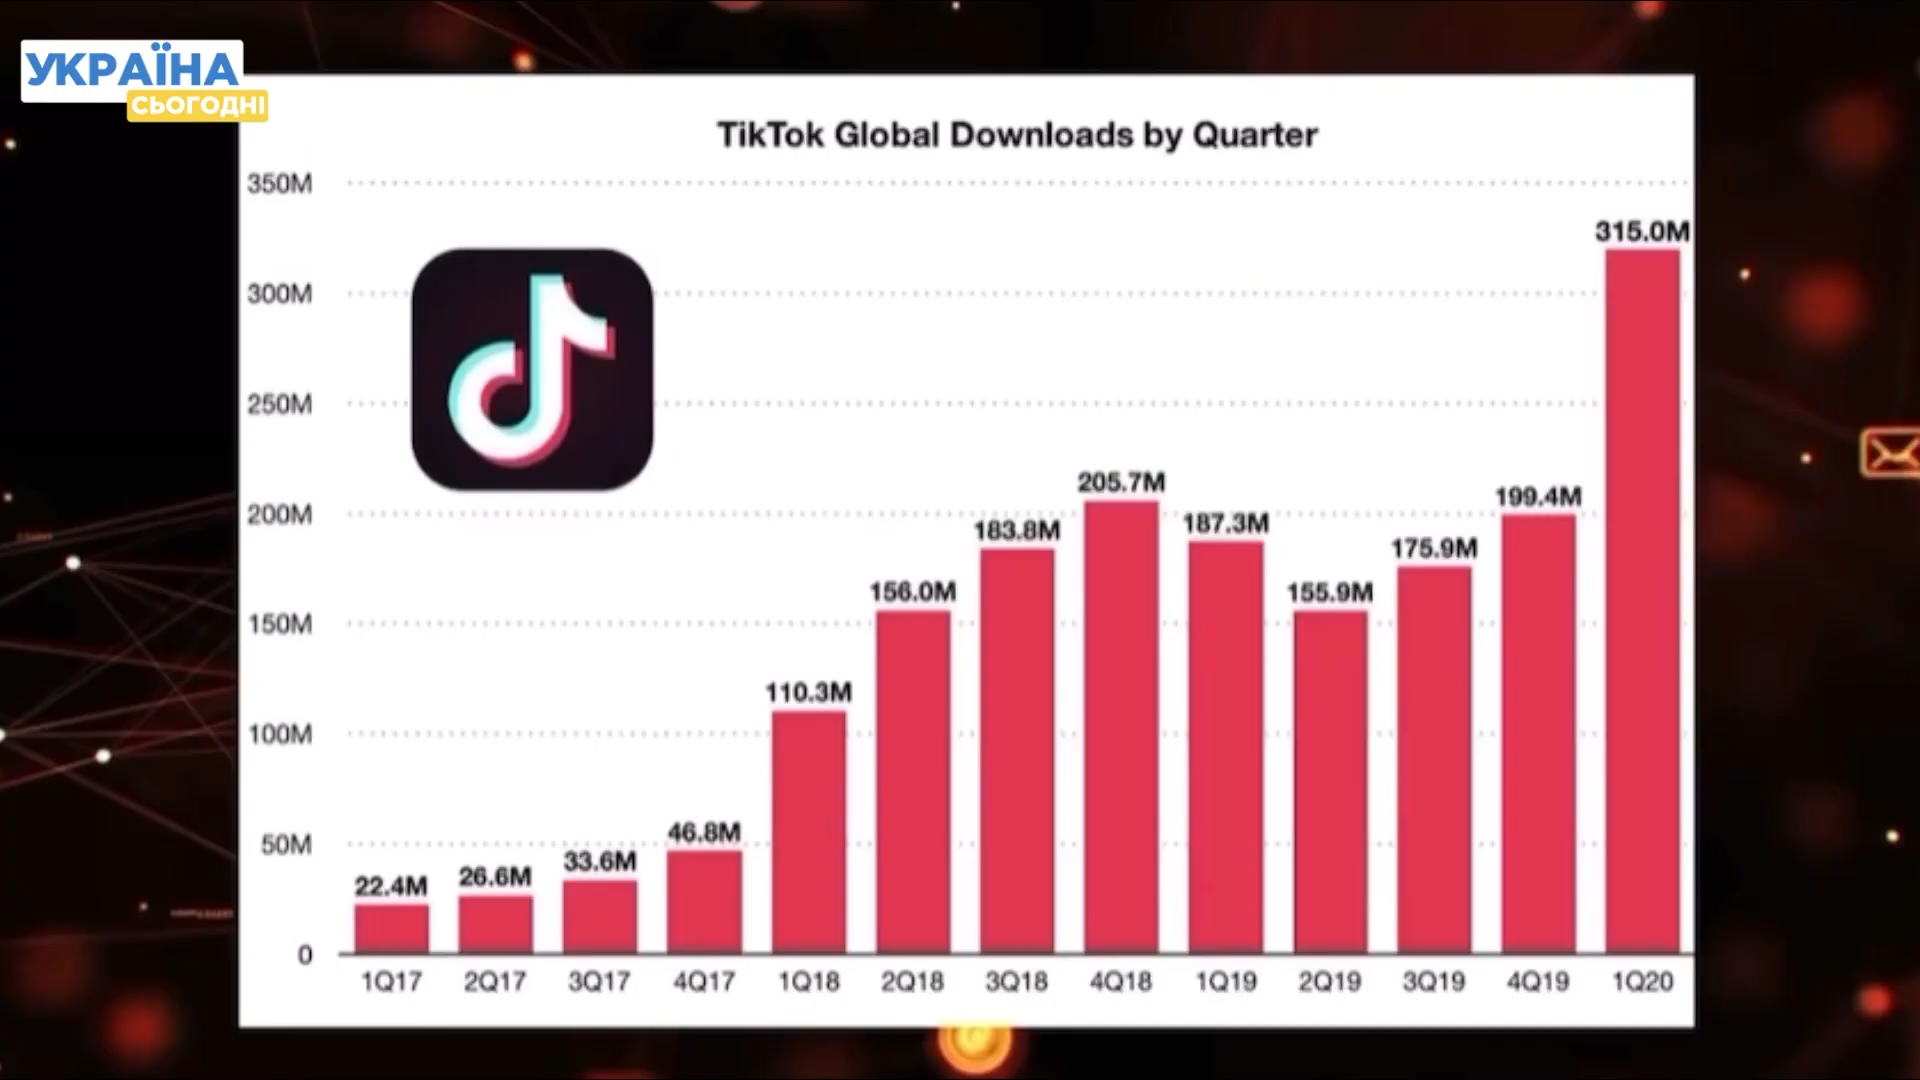 УКРАЇНА
СЬОГОДНІ
TikTok Global Downloads by Quarter
350M
300M
250M
200M
150M
100M
50M
0
22.4M
26.6M
33.6M
46.8M
110.3M
156.0M
183.8M
205.7M
187.3M
155.9M
175.9M
199.4M
315.0M
1Q17 2Q17 3Q17 4Q17 1Q18 2Q18 3Q18 4Q18 1Q19 2Q19 3Q19 4Q19 1Q20